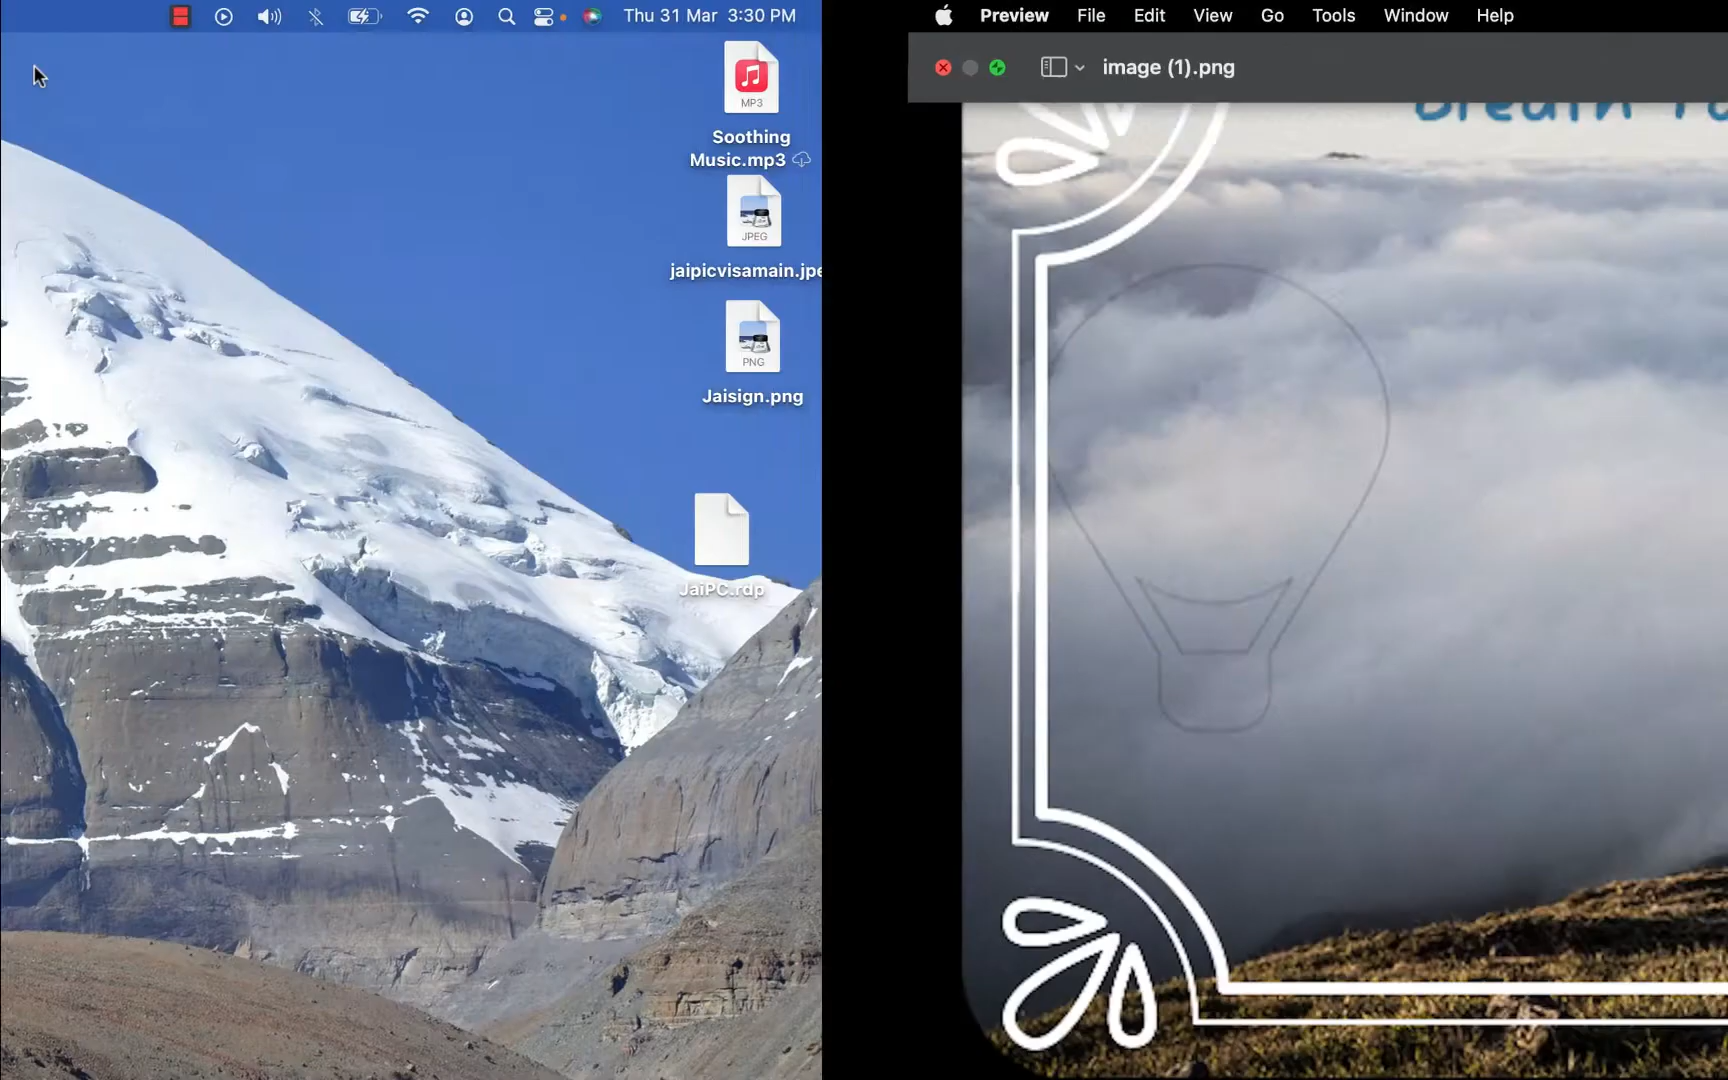 Thu 31 Mar 3:30 PM
MP3
Soothing
Music.mp3
JPEG
jaipicvisamain.jpe
PNG
Jaisign.png
JaiPC.rdp
Preview File Edit View Go Tools Window Help
image (1).png
Breath